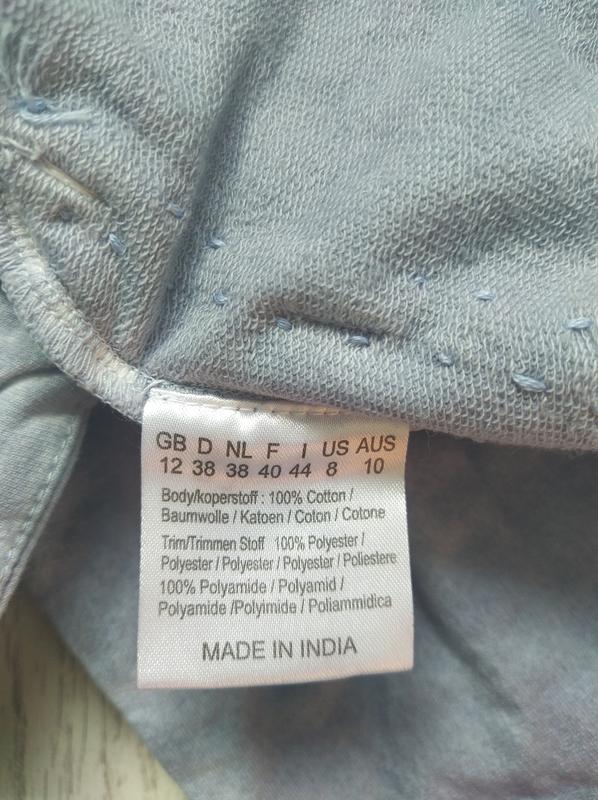 GB D NL F I US AUS
12 38 38 40 44 8 10
Body/koperstoff : 100% Cotton /
Baumwolle / Katoen / Coton / Cotone
Trim/Trimmen Stoff 100% Polyester /
Polyester / Polyester / Polyester / Poliestere
100% Polyamide / Polyamid /
Polyamide /Polyimide / Poliammidica
MADE IN INDIA